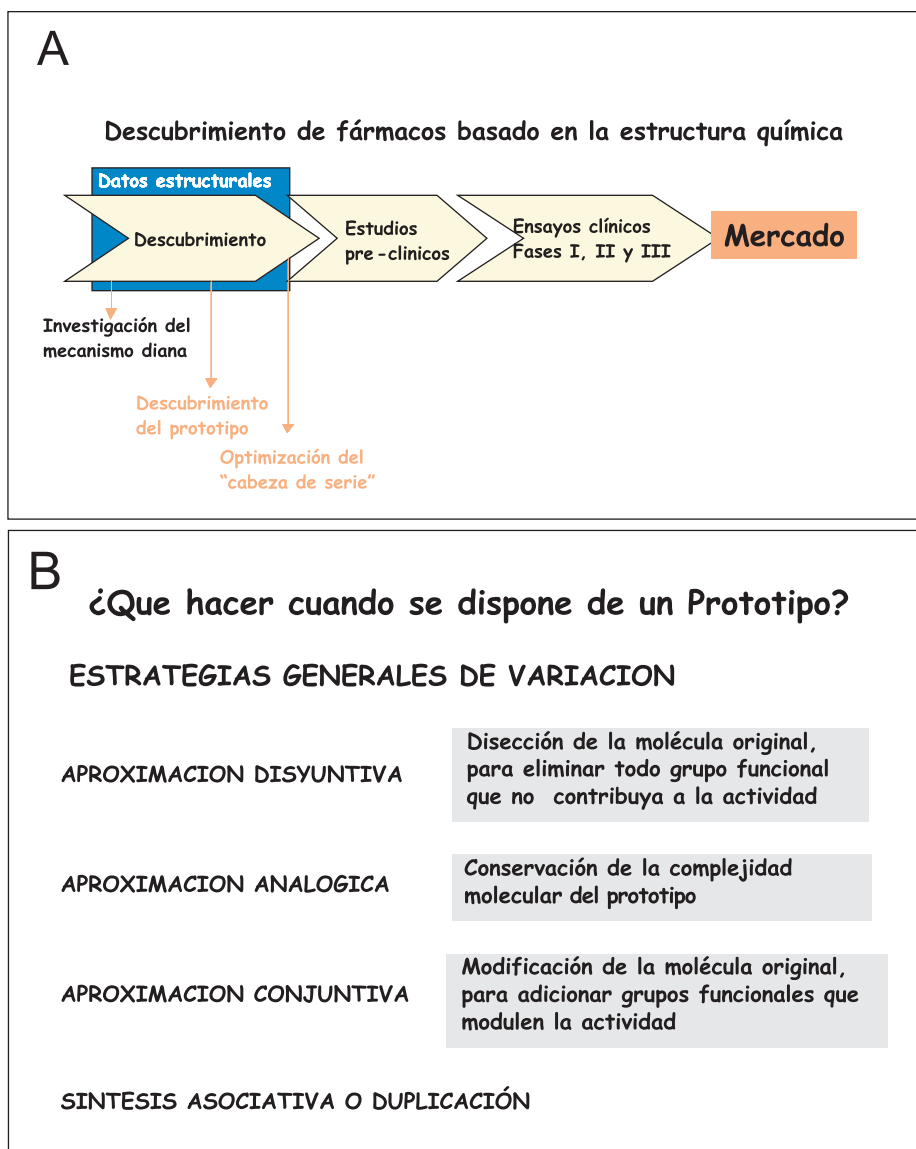 A
Descubrimiento de fármacos basado en la estructura química
Datos estructurales
Descubrimiento
Estudios
pre-clinicos
Ensayos clínicos
Fases I, II y III
Mercado
Investigación del
mecanismo diana
Descubrimiento
del prototipo
Optimización del
“cabeza de serie”
B
¿Que hacer cuando se dispone de un Prototipo?
ESTRATEGIAS GENERALES DE VARIACION
APROXIMACION DISYUNTIVA
Disección de la molécula original,
para eliminar todo grupo funcional
que no contribuya a la actividad
APROXIMACION ANALOGICA
Conservación de la complejidad
molecular del prototipo
APROXIMACION CONJUNTIVA
Modificación de la molécula original,
para adicionar grupos funcionales que
modulen la actividad
SINTESIS ASOCIATIVA O DUPLICACIÓN